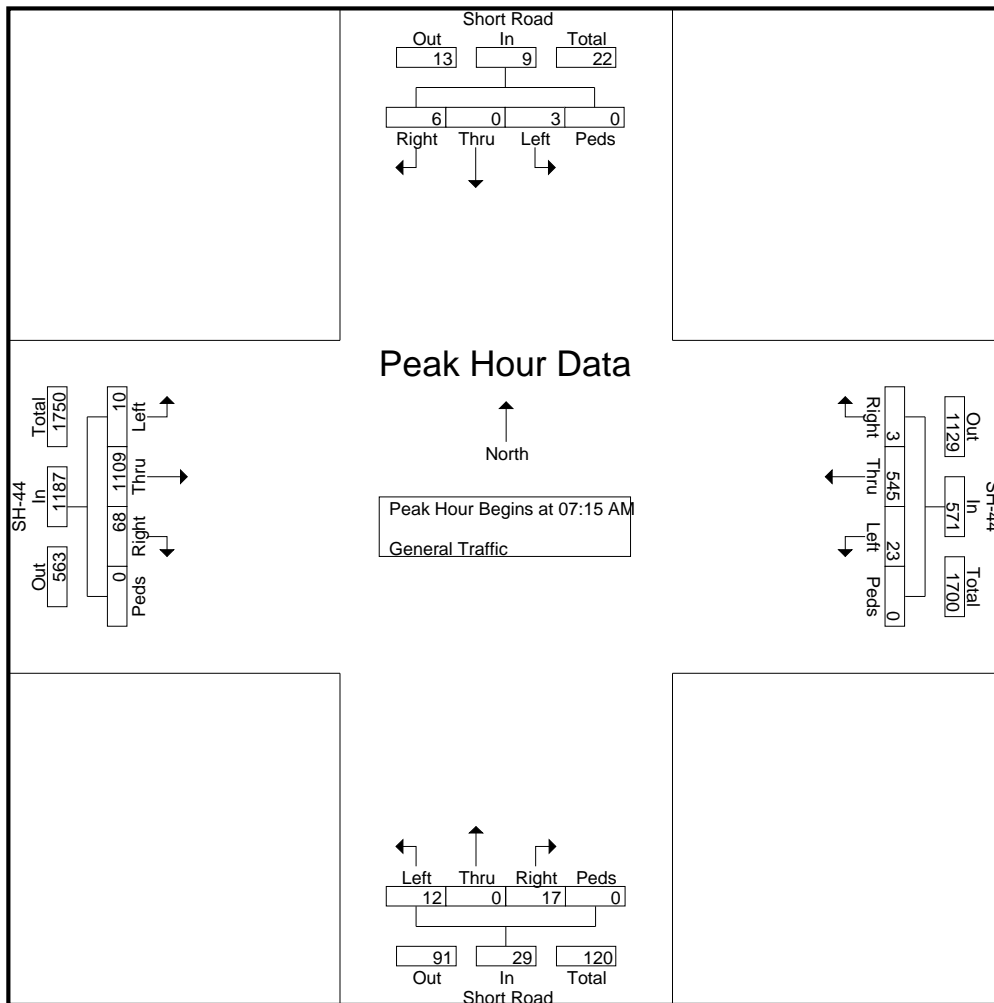 Short Road
Out In Total
13 9 22
6 0 3 0
Right Thru Left Peds
Peak Hour Data
North
Peak Hour Begins at 07:15 AM
General Traffic
SH-44
Total In Out
1750 1187 563
10 1109 68 0
Left Thru Right Peds
Right Thru Left Peds
3 545 23 0
1129 571 1700
Out In Total
SH-44
Left Thru Right Peds
12 0 17 0
91 29 120
Out In Total
Short Road